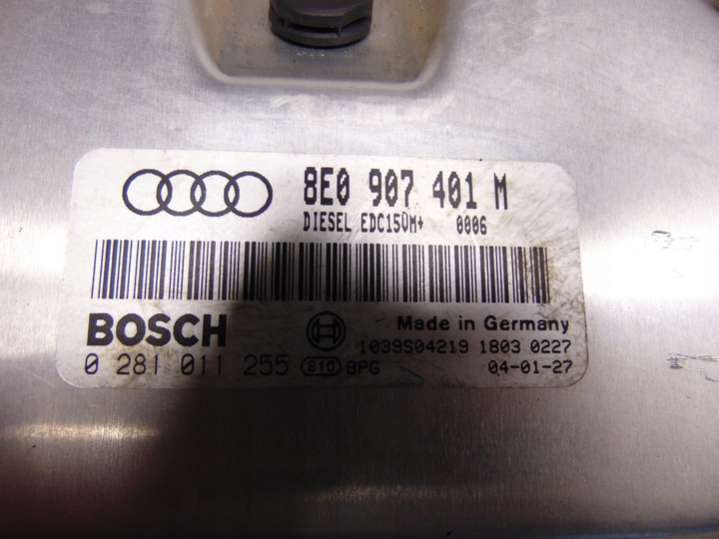 8E0 907 401 M
DIESEL EDC15VM+ 0006
BOSCH
Made in Germany
1039S04219 1803 0227
0 281 011 255 810 BPG 04-01-27